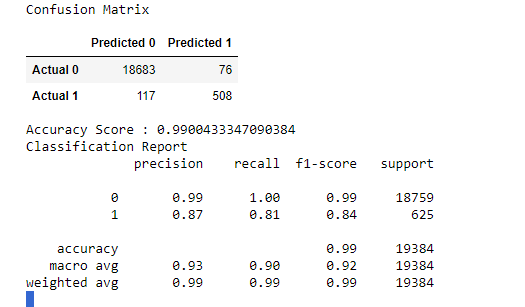 Confusion Matrix
Predicted 0 Predicted 1
Actual 0 18683 76
Actual 1 117 508
Accuracy Score : 0.9900433347090384
Classification Report
precision recall f1-score support
0 0.99 1.00 0.99 18759
1 0.87 0.81 0.84 625
accuracy 0.99 19384
macro avg 0.93 0.90 0.92 19384
weighted avg 0.99 0.99 0.99 19384